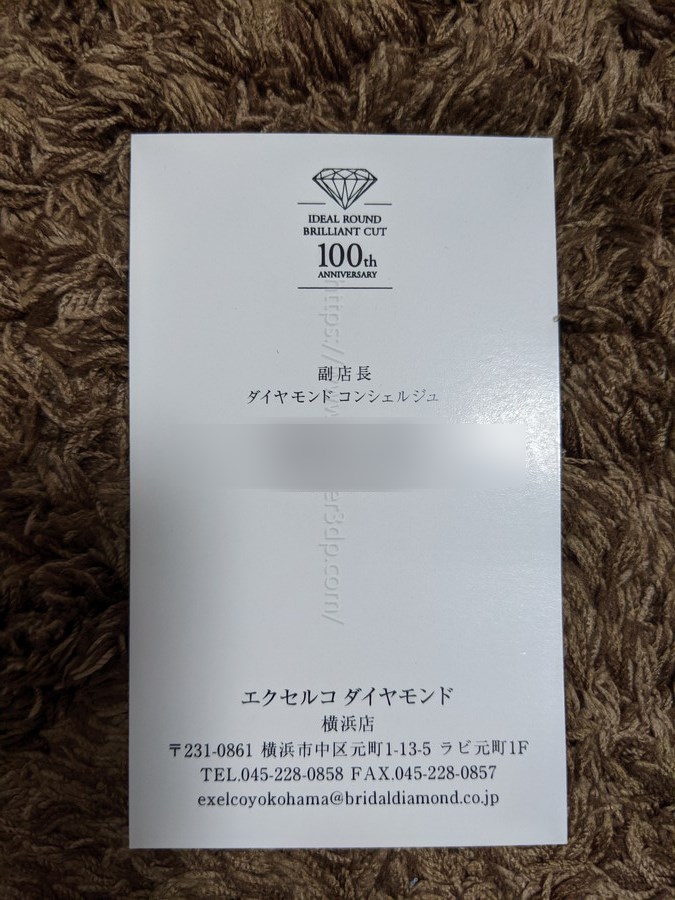 IDEAL ROUND
BRILLIANT CUT
100th
ANNIVERSARY
副店長
ダイヤモンド コンシェルジュ
エクセルコ ダイヤモンド
横浜店
〒231-0861 横浜市中区元町1-13-5 ラビ元町1F
TEL.045-228-0858 FAX.045-228-0857
exelcoyokohama@bridaldiamond.co.jp